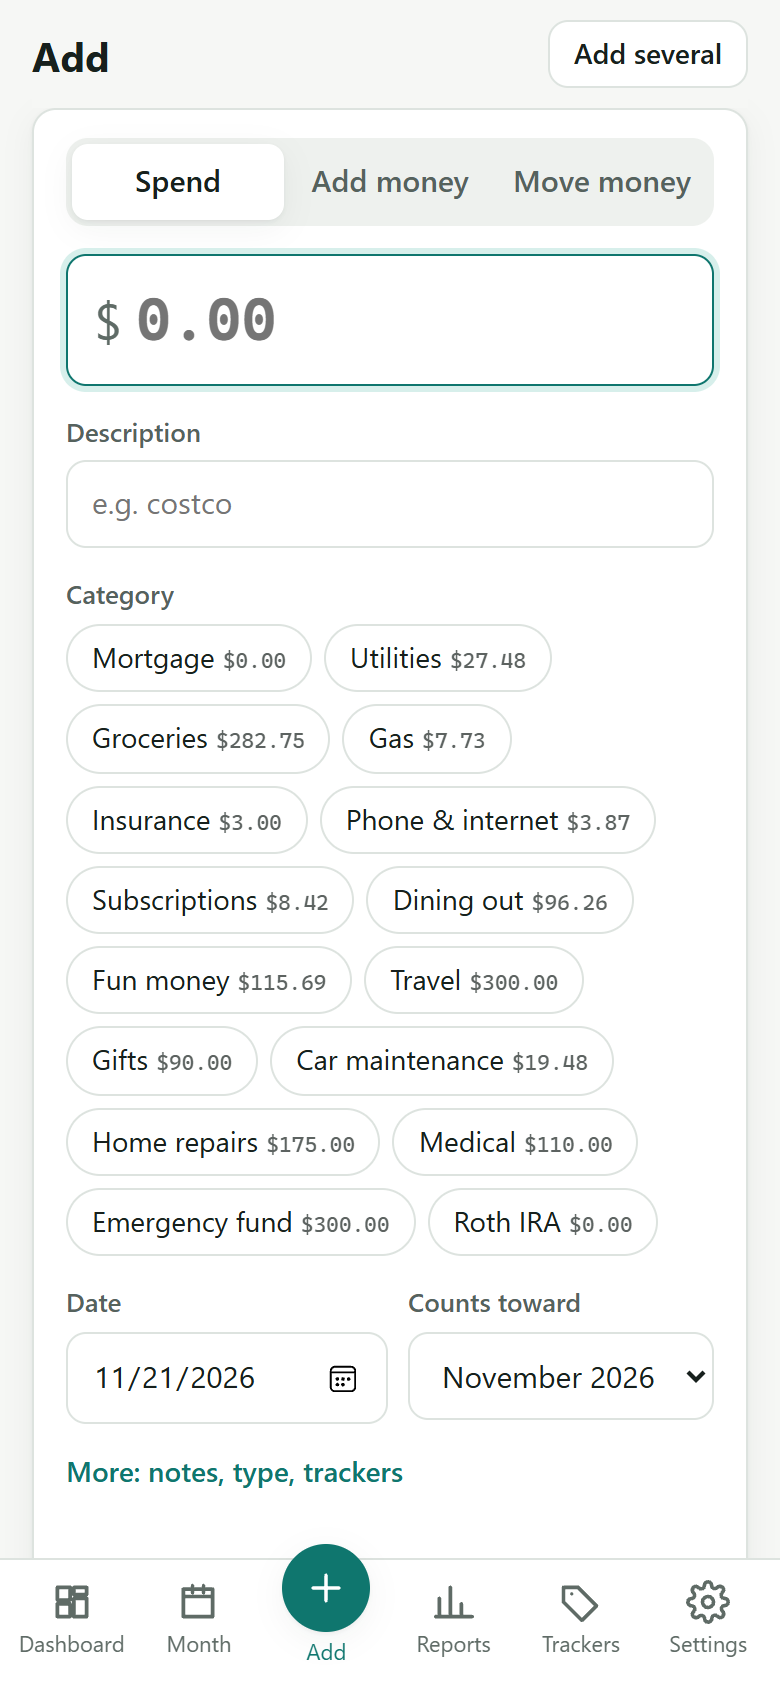 Add
Add several
Spend
Add money
Move money
$ 0.00
Description
e.g. costco
Category
Mortgage $0.00
Utilities $27.48
Groceries $282.75
Gas $7.73
Insurance $3.00
Phone & internet $3.87
Subscriptions $8.42
Dining out $96.26
Fun money $115.69
Travel $300.00
Gifts $90.00
Car maintenance $19.48
Home repairs $175.00
Medical $110.00
Emergency fund $300.00
Roth IRA $0.00
Date
Counts toward
11/21/2026
November 2026
More: notes, type, trackers
Dashboard
Month
Add
Reports
Trackers
Settings